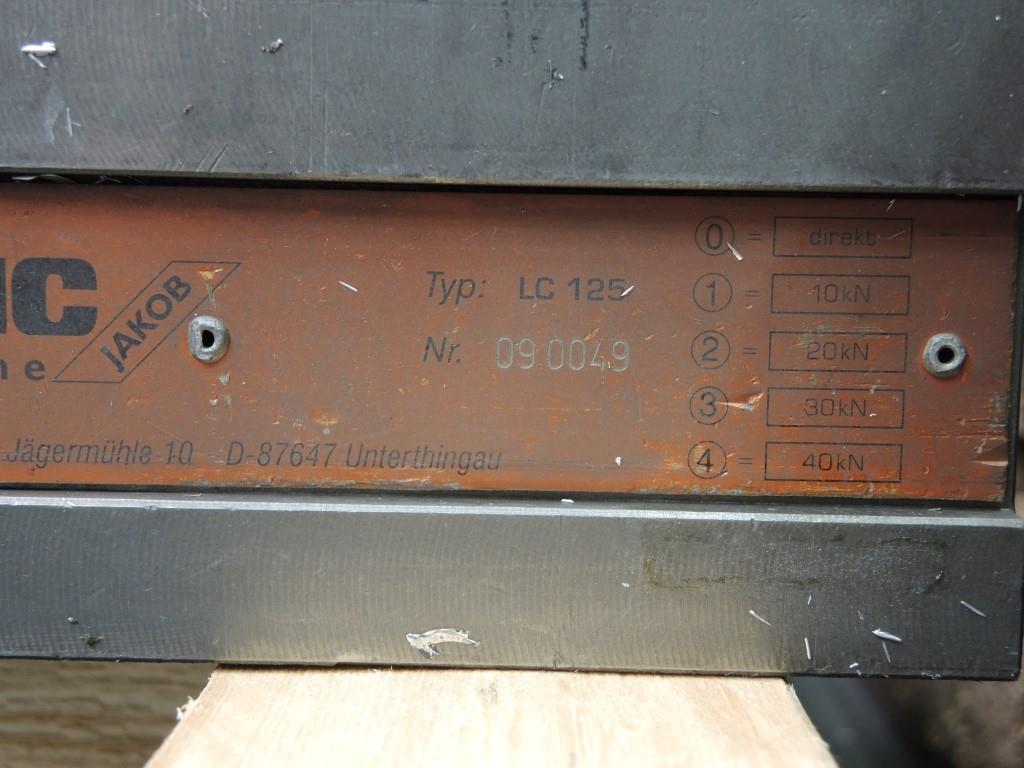 IC JAKOB
ne
Typ: LC 125
Nr. 09 0049
Jägermühle 10 D-87647 Unterthingau
0 = direkt
1 = 10kN
2 = 20kN
3 = 30kN
4 = 40kN